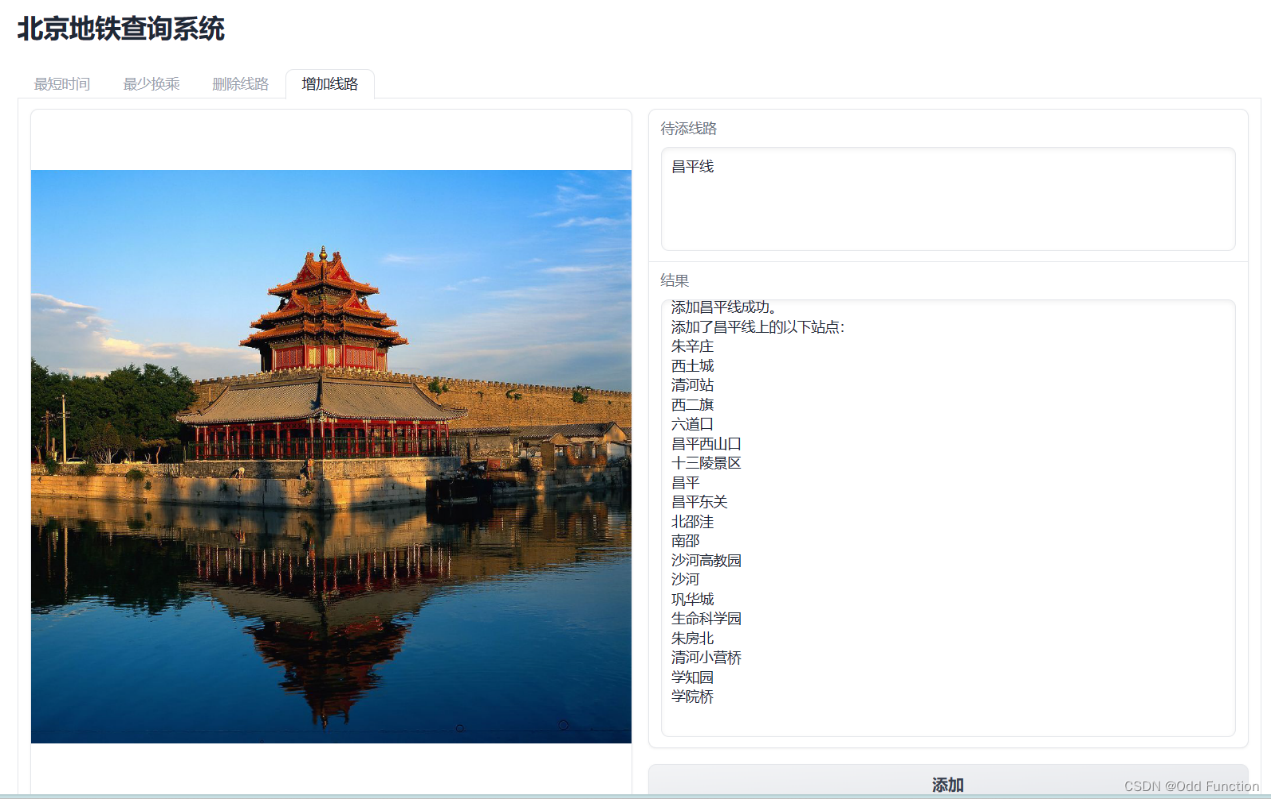 北京地铁查询系统
最短时间
最少换乘
删除线路
增加线路
待添线路
昌平线
结果
添加昌平线成功。
添加了昌平线上的以下站点：
朱辛庄
西土城
清河站
西二旗
六道口
昌平西山口
十三陵景区
昌平
昌平东关
北邵洼
南邵
沙河高教园
沙河
巩华城
生命科学园
朱房北
清河小营桥
学知园
学院桥
添加
CSDN @Odd Function